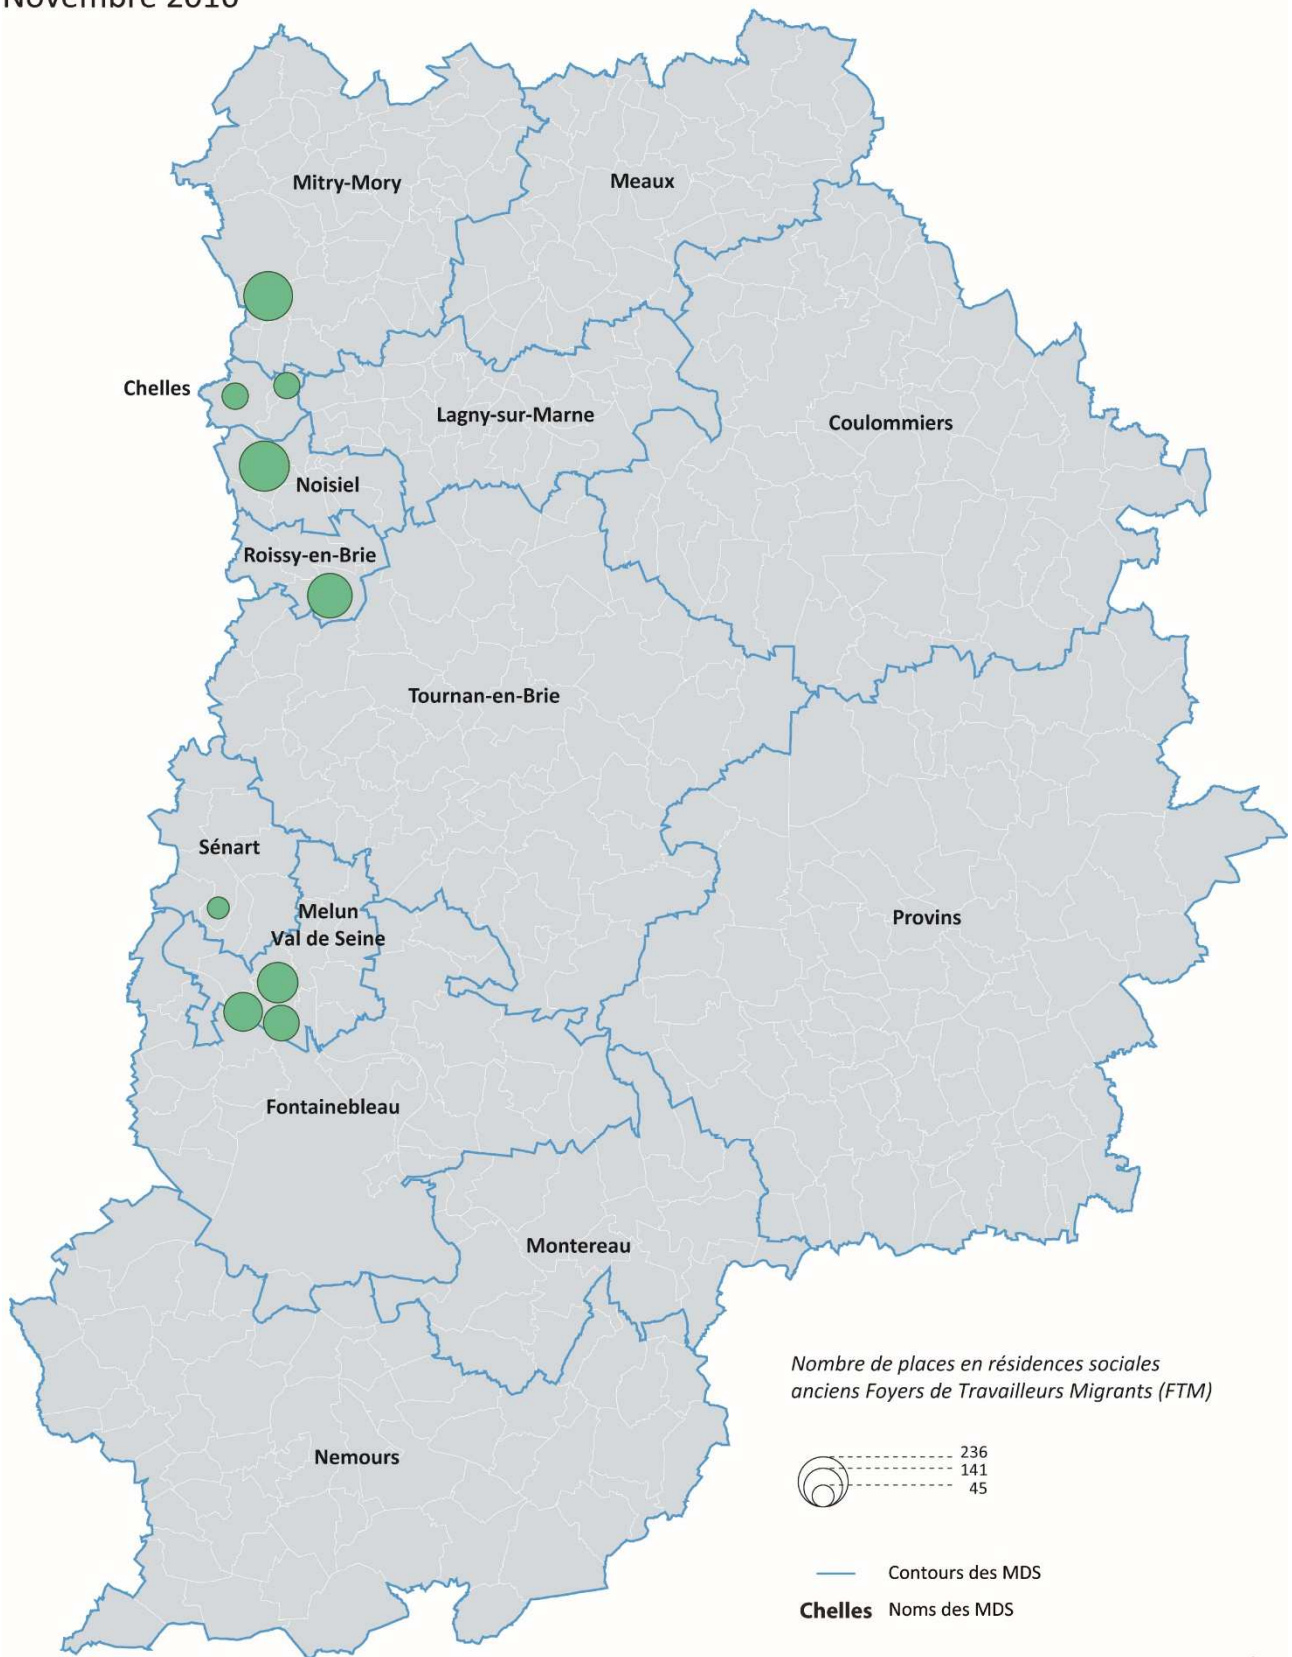 Novembre 2016
Mitry-Mory
Meaux
Chelles
Lagny-sur-Marne
Coulommiers
Noisiel
Roissy-en-Brie
Tournan-en-Brie
Sénart
Melun
Val de Seine
Provins
Fontainebleau
Montereau
Nombre de places en résidences sociales
anciens Foyers de Travailleurs Migrants (FTM)
Nemours
236
141
45
Contours des MDS
Chelles Noms des MDS